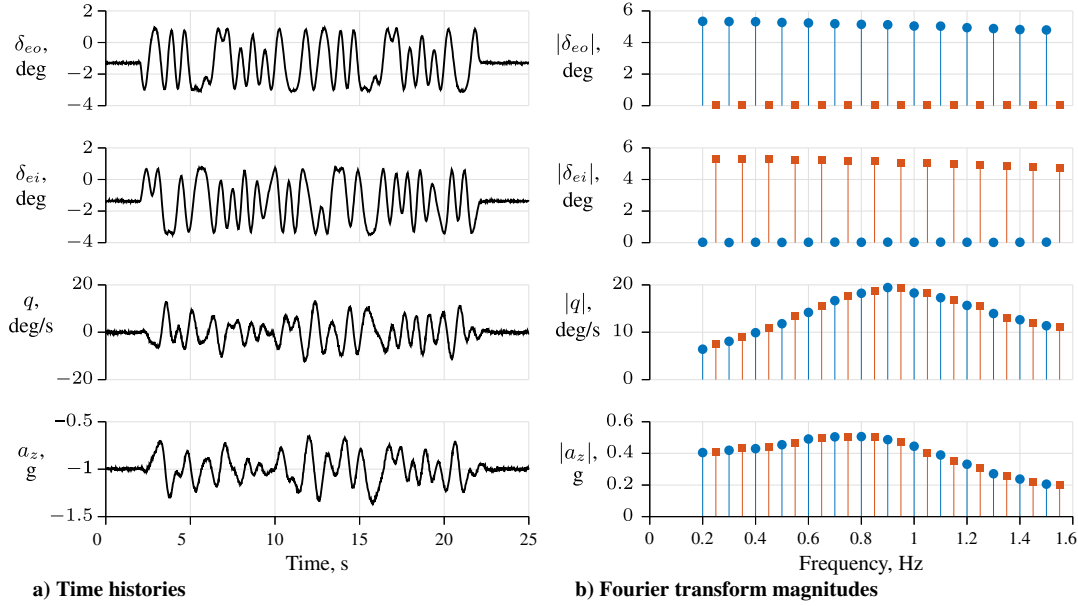 δₑₒ,
deg
2
0
−2
−4
δₑᵢ,
deg
2
0
−2
−4
q,
deg/s
20
0
−20
a_z,
g
−0.5
−1
−1.5
0 5 10 15 20 25
Time, s
a) Time histories
|δₑₒ|,
deg
6
4
2
0
|δₑᵢ|,
deg
6
4
2
0
|q|,
deg/s
20
10
0
|a_z|,
g
0.6
0.4
0.2
0
0 0.2 0.4 0.6 0.8 1 1.2 1.4 1.6
Frequency, Hz
b) Fourier transform magnitudes